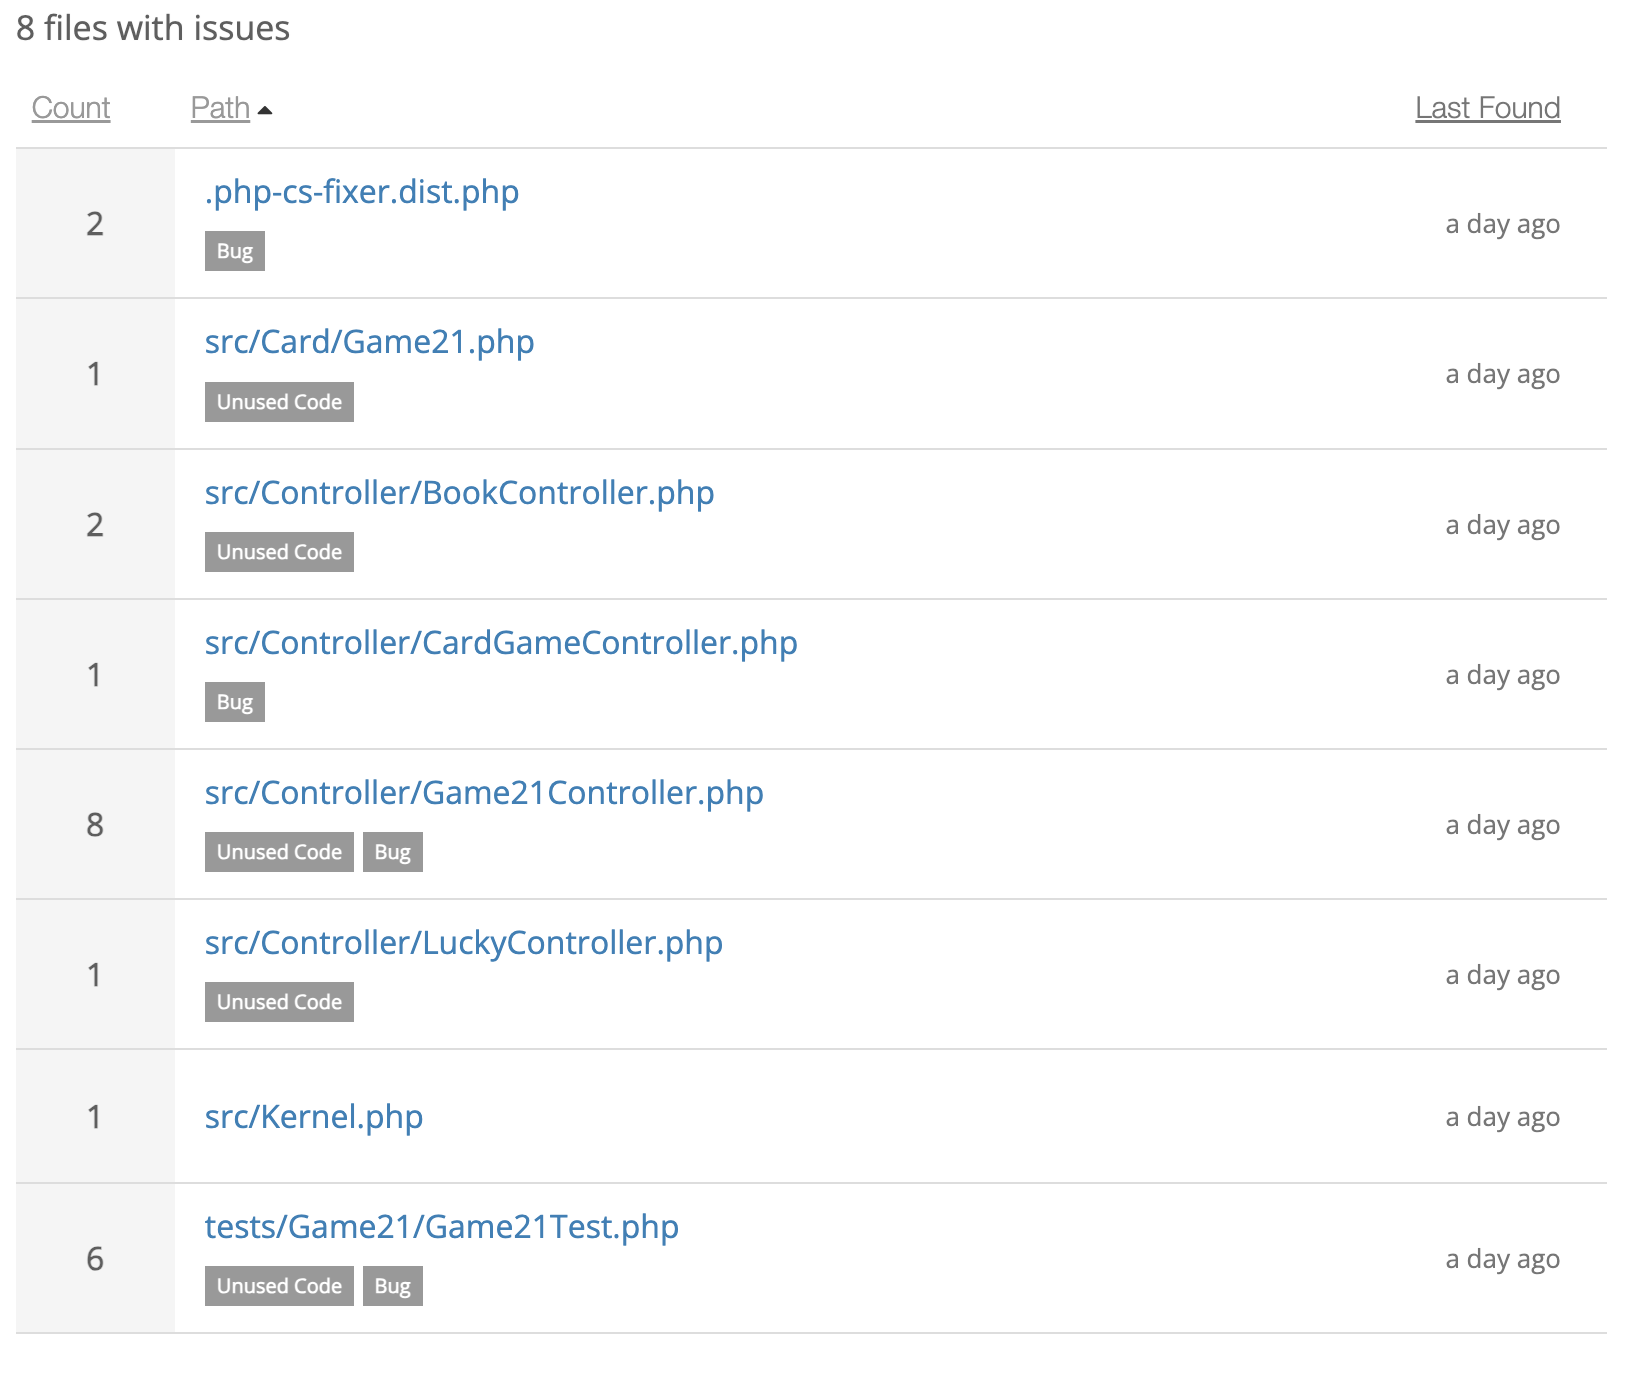 8 files with issues
Count Path Last Found
2 .php-cs-fixer.dist.php a day ago
Bug
1 src/Card/Game21.php a day ago
Unused Code
2 src/Controller/BookController.php a day ago
Unused Code
1 src/Controller/CardGameController.php a day ago
Bug
8 src/Controller/Game21Controller.php a day ago
Unused Code Bug
1 src/Controller/LuckyController.php a day ago
Unused Code
1 src/Kernel.php a day ago
6 tests/Game21/Game21Test.php a day ago
Unused Code Bug